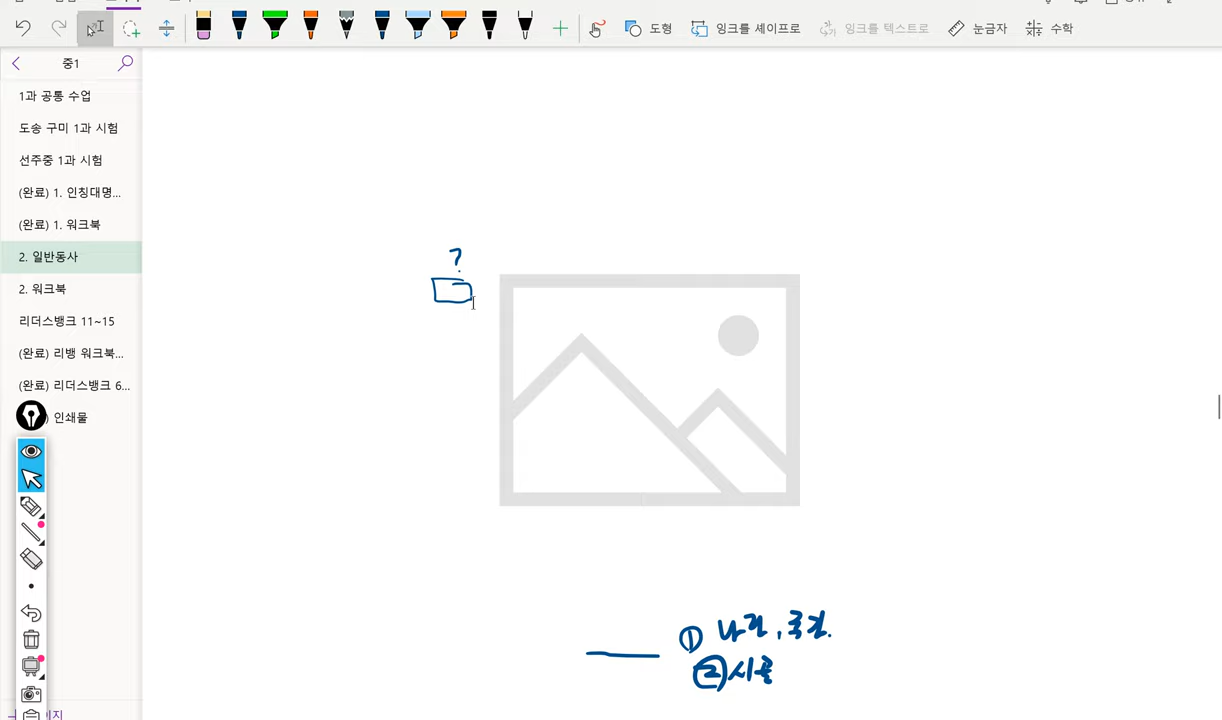 도형
잉크를 셰이프로
잉크를 텍스트로
눈금자
수학
중1
1과 공통 수업
도송 구미 1과 시험
선주중 1과 시험
(완료) 1. 인칭대명...
(완료) 1. 워크북
2. 일반동사
2. 워크북
리더스뱅크 11~15
(완료) 리뱅 워크북...
(완료) 리더스뱅크 6...
인쇄물
?
① 나라, 국가.
② 시골